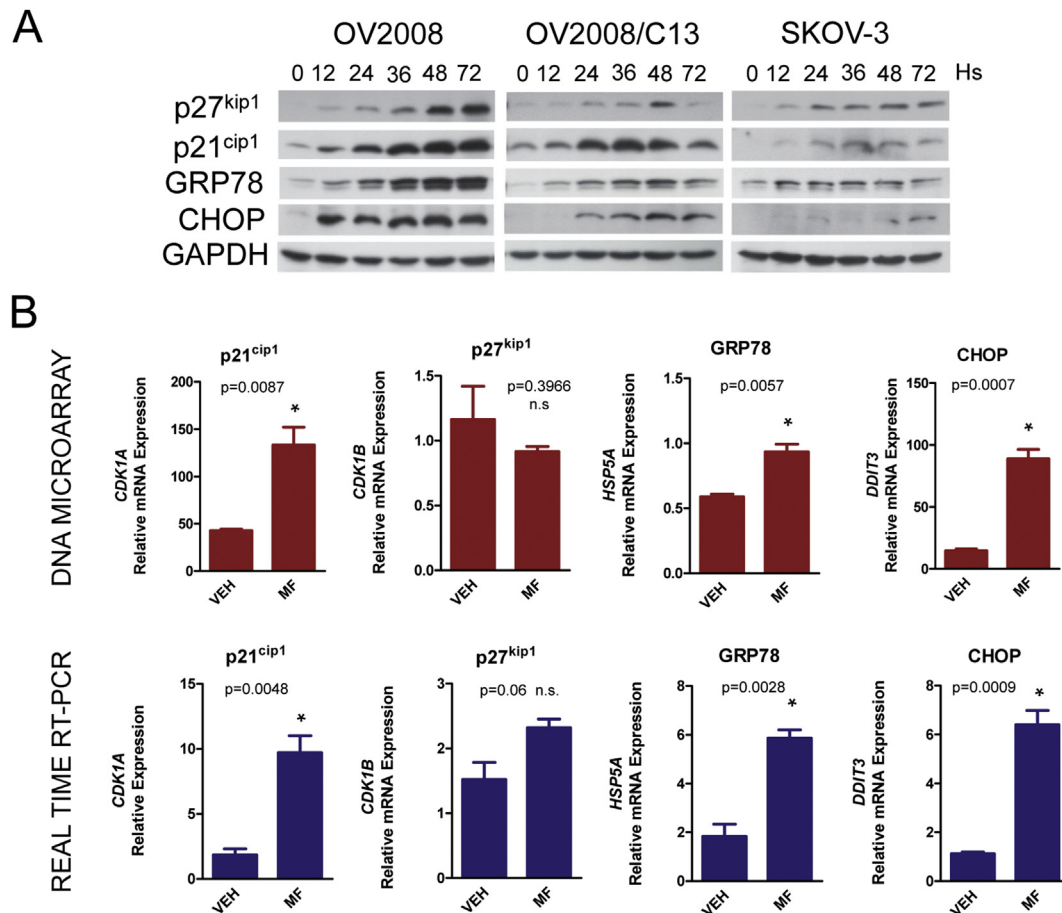 A
OV2008 OV2008/C13 SKOV-3
0 12 24 36 48 72 0 12 24 36 48 72 0 12 24 36 48 72 Hs
p27kip1
p21cip1
GRP78
CHOP
GAPDH
B
DNA MICROARRAY
p21cip1
p=0.0087
*
CDK1A
Relative mRNA Expression
200
150
100
50
0
VEH MF
p27kip1
p=0.3966
n.s
CDK1B
Relative mRNA Expression
1.5
1.0
0.5
0.0
VEH MF
GRP78
p=0.0057
*
HSP5A
Relative mRNA Expression
1.5
1.0
0.5
0.0
VEH MF
CHOP
p=0.0007
*
DDIT3
Relative mRNA Expression
150
100
50
0
VEH MF
REAL TIME RT-PCR
p21cip1
p=0.0048
*
CDK1A
Relative Expression
15
10
5
0
VEH MF
p27kip1
p=0.06 n.s.
CDK1B
Relative mRNA Expression
3
2
1
0
VEH MF
GRP78
p=0.0028
*
HSP5A
Relative mRNA Expression
8
6
4
2
0
VEH MF
CHOP
p=0.0009
*
DDIT3
Relative mRNA Expression
8
6
4
2
0
VEH MF